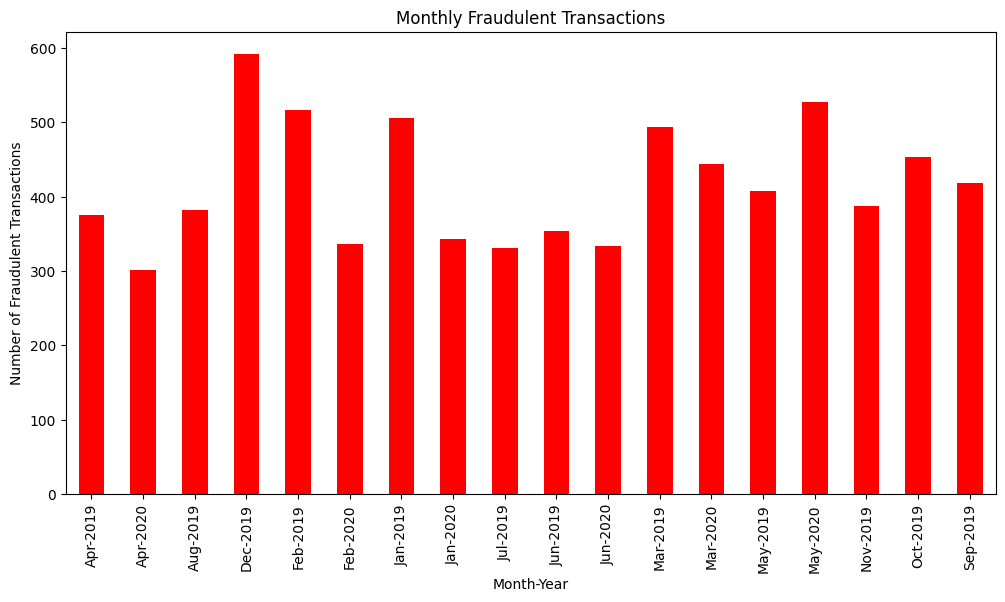 Monthly Fraudulent Transactions
Number of Fraudulent Transactions
600
500
400
300
200
100
0
Apr-2019
Apr-2020
Aug-2019
Dec-2019
Feb-2019
Feb-2020
Jan-2019
Jan-2020
Jul-2019
Jun-2019
Jun-2020
Mar-2019
Mar-2020
May-2019
May-2020
Nov-2019
Oct-2019
Sep-2019
Month-Year